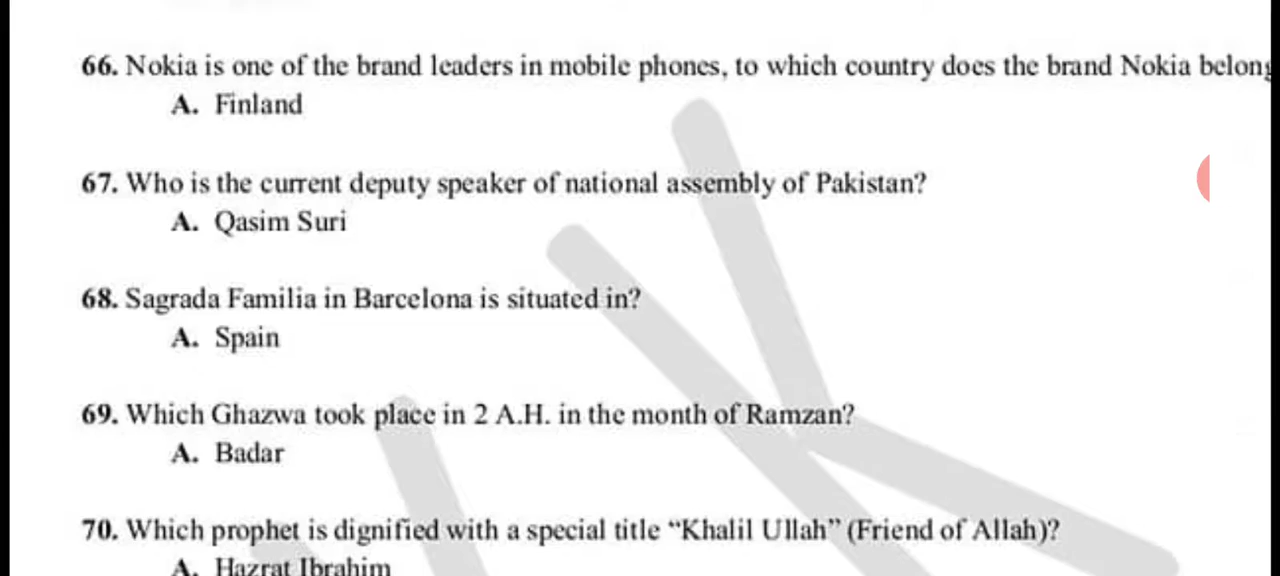 66. Nokia is one of the brand leaders in mobile phones, to which country does the brand Nokia belong
A. Finland
67. Who is the current deputy speaker of national assembly of Pakistan?
A. Qasim Suri
68. Sagrada Familia in Barcelona is situated in?
A. Spain
69. Which Ghazwa took place in 2 A.H. in the month of Ramzan?
A. Badar
70. Which prophet is dignified with a special title “Khalil Ullah” (Friend of Allah)?
A. Hazrat Ibrahim